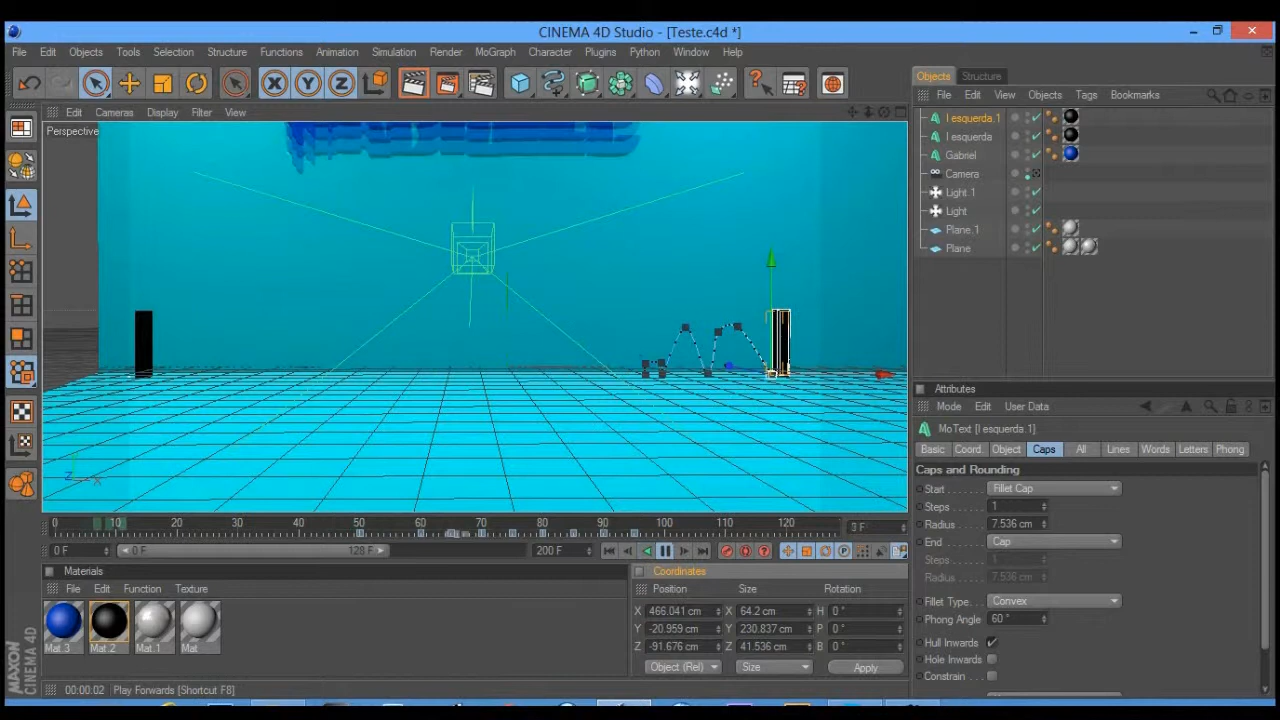 CINEMA 4D Studio - [Teste.c4d *]
File Edit Objects Tools Selection Structure Functions Animation Simulation Render MoGraph Character Plugins Python Window Help
X Y Z
Objects Structure
File Edit View Objects Tags Bookmarks
Edit Cameras Display Filter View
Perspective
l esquerda.1
l esquerda
Gabriel
Camera
Light.1
Light
Plane.1
Plane
Attributes
Mode Edit User Data
MoText [l esquerda.1]
Basic Coord. Object Caps All Lines Words Letters Phong
Caps and Rounding
Start Fillet Cap
Steps 1
Radius 7.536 cm
End Cap
Steps 1
Radius 7.536 cm
Fillet Type Convex
Phong Angle 60 °
Hull Inwards
Hole Inwards
Constrain
Z X
0 10 20 30 40 50 60 70 80 90 100 110 120 0 F
0 F 0 F 128 F 200 F
Materials
File Edit Function Texture
Mat.3 Mat.2 Mat.1 Mat
Coordinates
Position Size Rotation
X 466.041 cm X 64.2 cm H 0 °
Y -20.959 cm Y 230.837 cm P 0 °
Z -91.676 cm Z 41.536 cm B 0 °
Object (Rel) Size Apply
MAXON CINEMA 4D
00:00:02 Play Forwards [Shortcut F8]